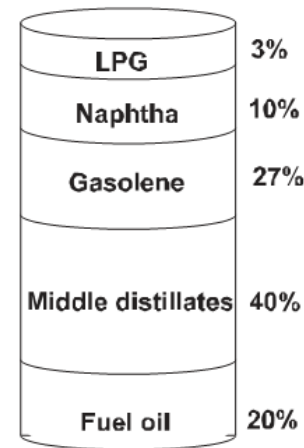 LPG 3%
Naphtha 10%
Gasolene 27%
Middle distillates 40%
Fuel oil 20%